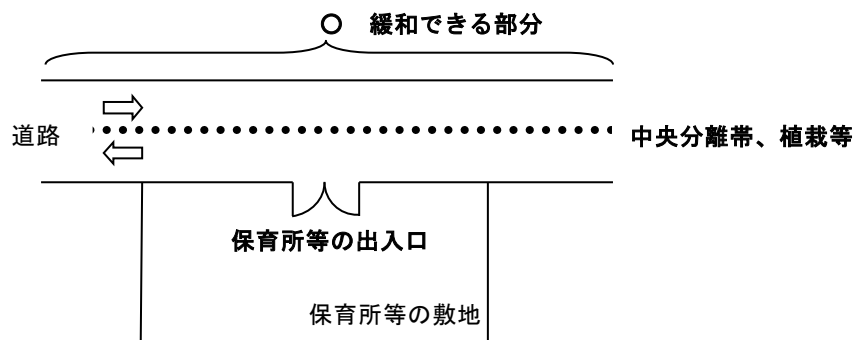 ○ 緩和できる部分
道路
中央分離帯、植栽等
保育所等の出入口
保育所等の敷地